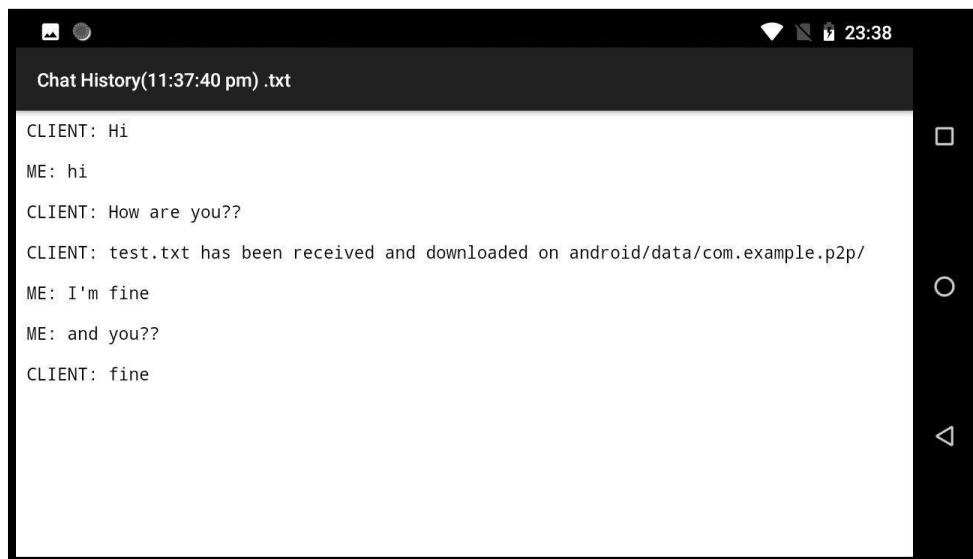 23:38
Chat History(11:37:40 pm) .txt
CLIENT: Hi
ME: hi
CLIENT: How are you??
CLIENT: test.txt has been received and downloaded on android/data/com.example.p2p/
ME: I'm fine
ME: and you??
CLIENT: fine